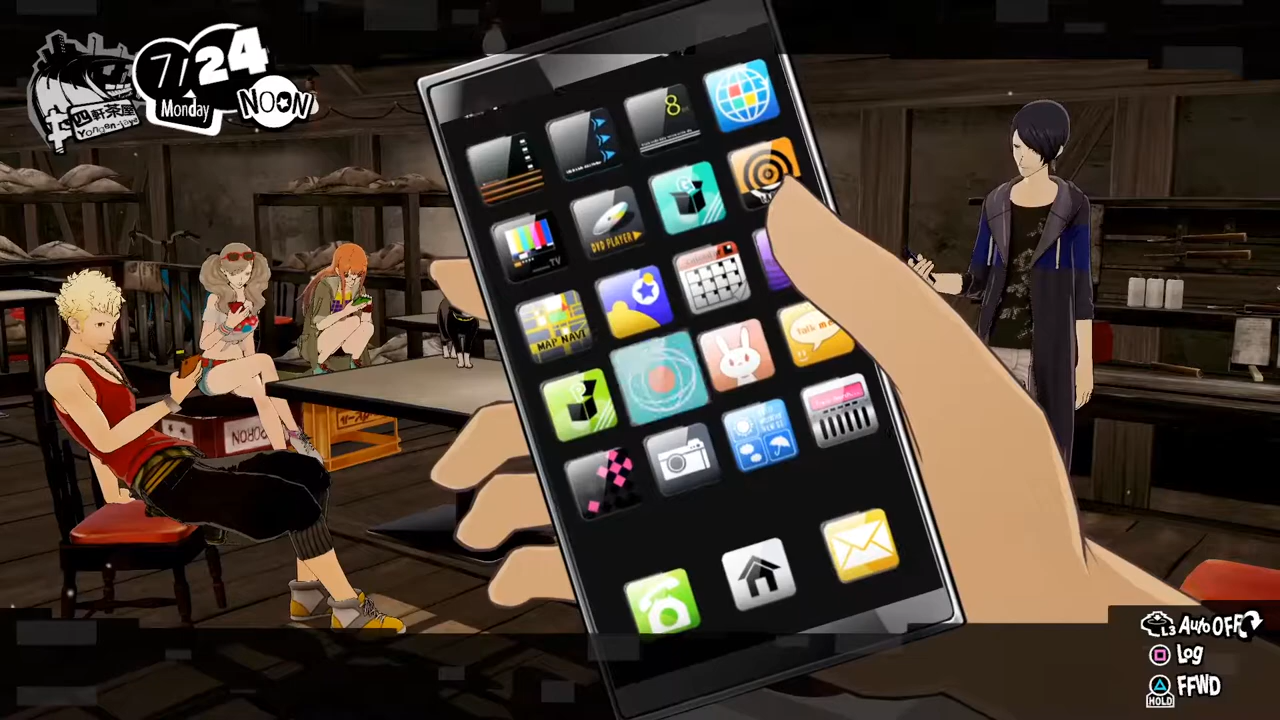 四軒茶屋
Yongen-jaya
7/24
Monday
NOON
8
TV
DVD PLAYER
MAP NAVI
Talk me
L3 Auto OFF
Log
FFWD
HOLD